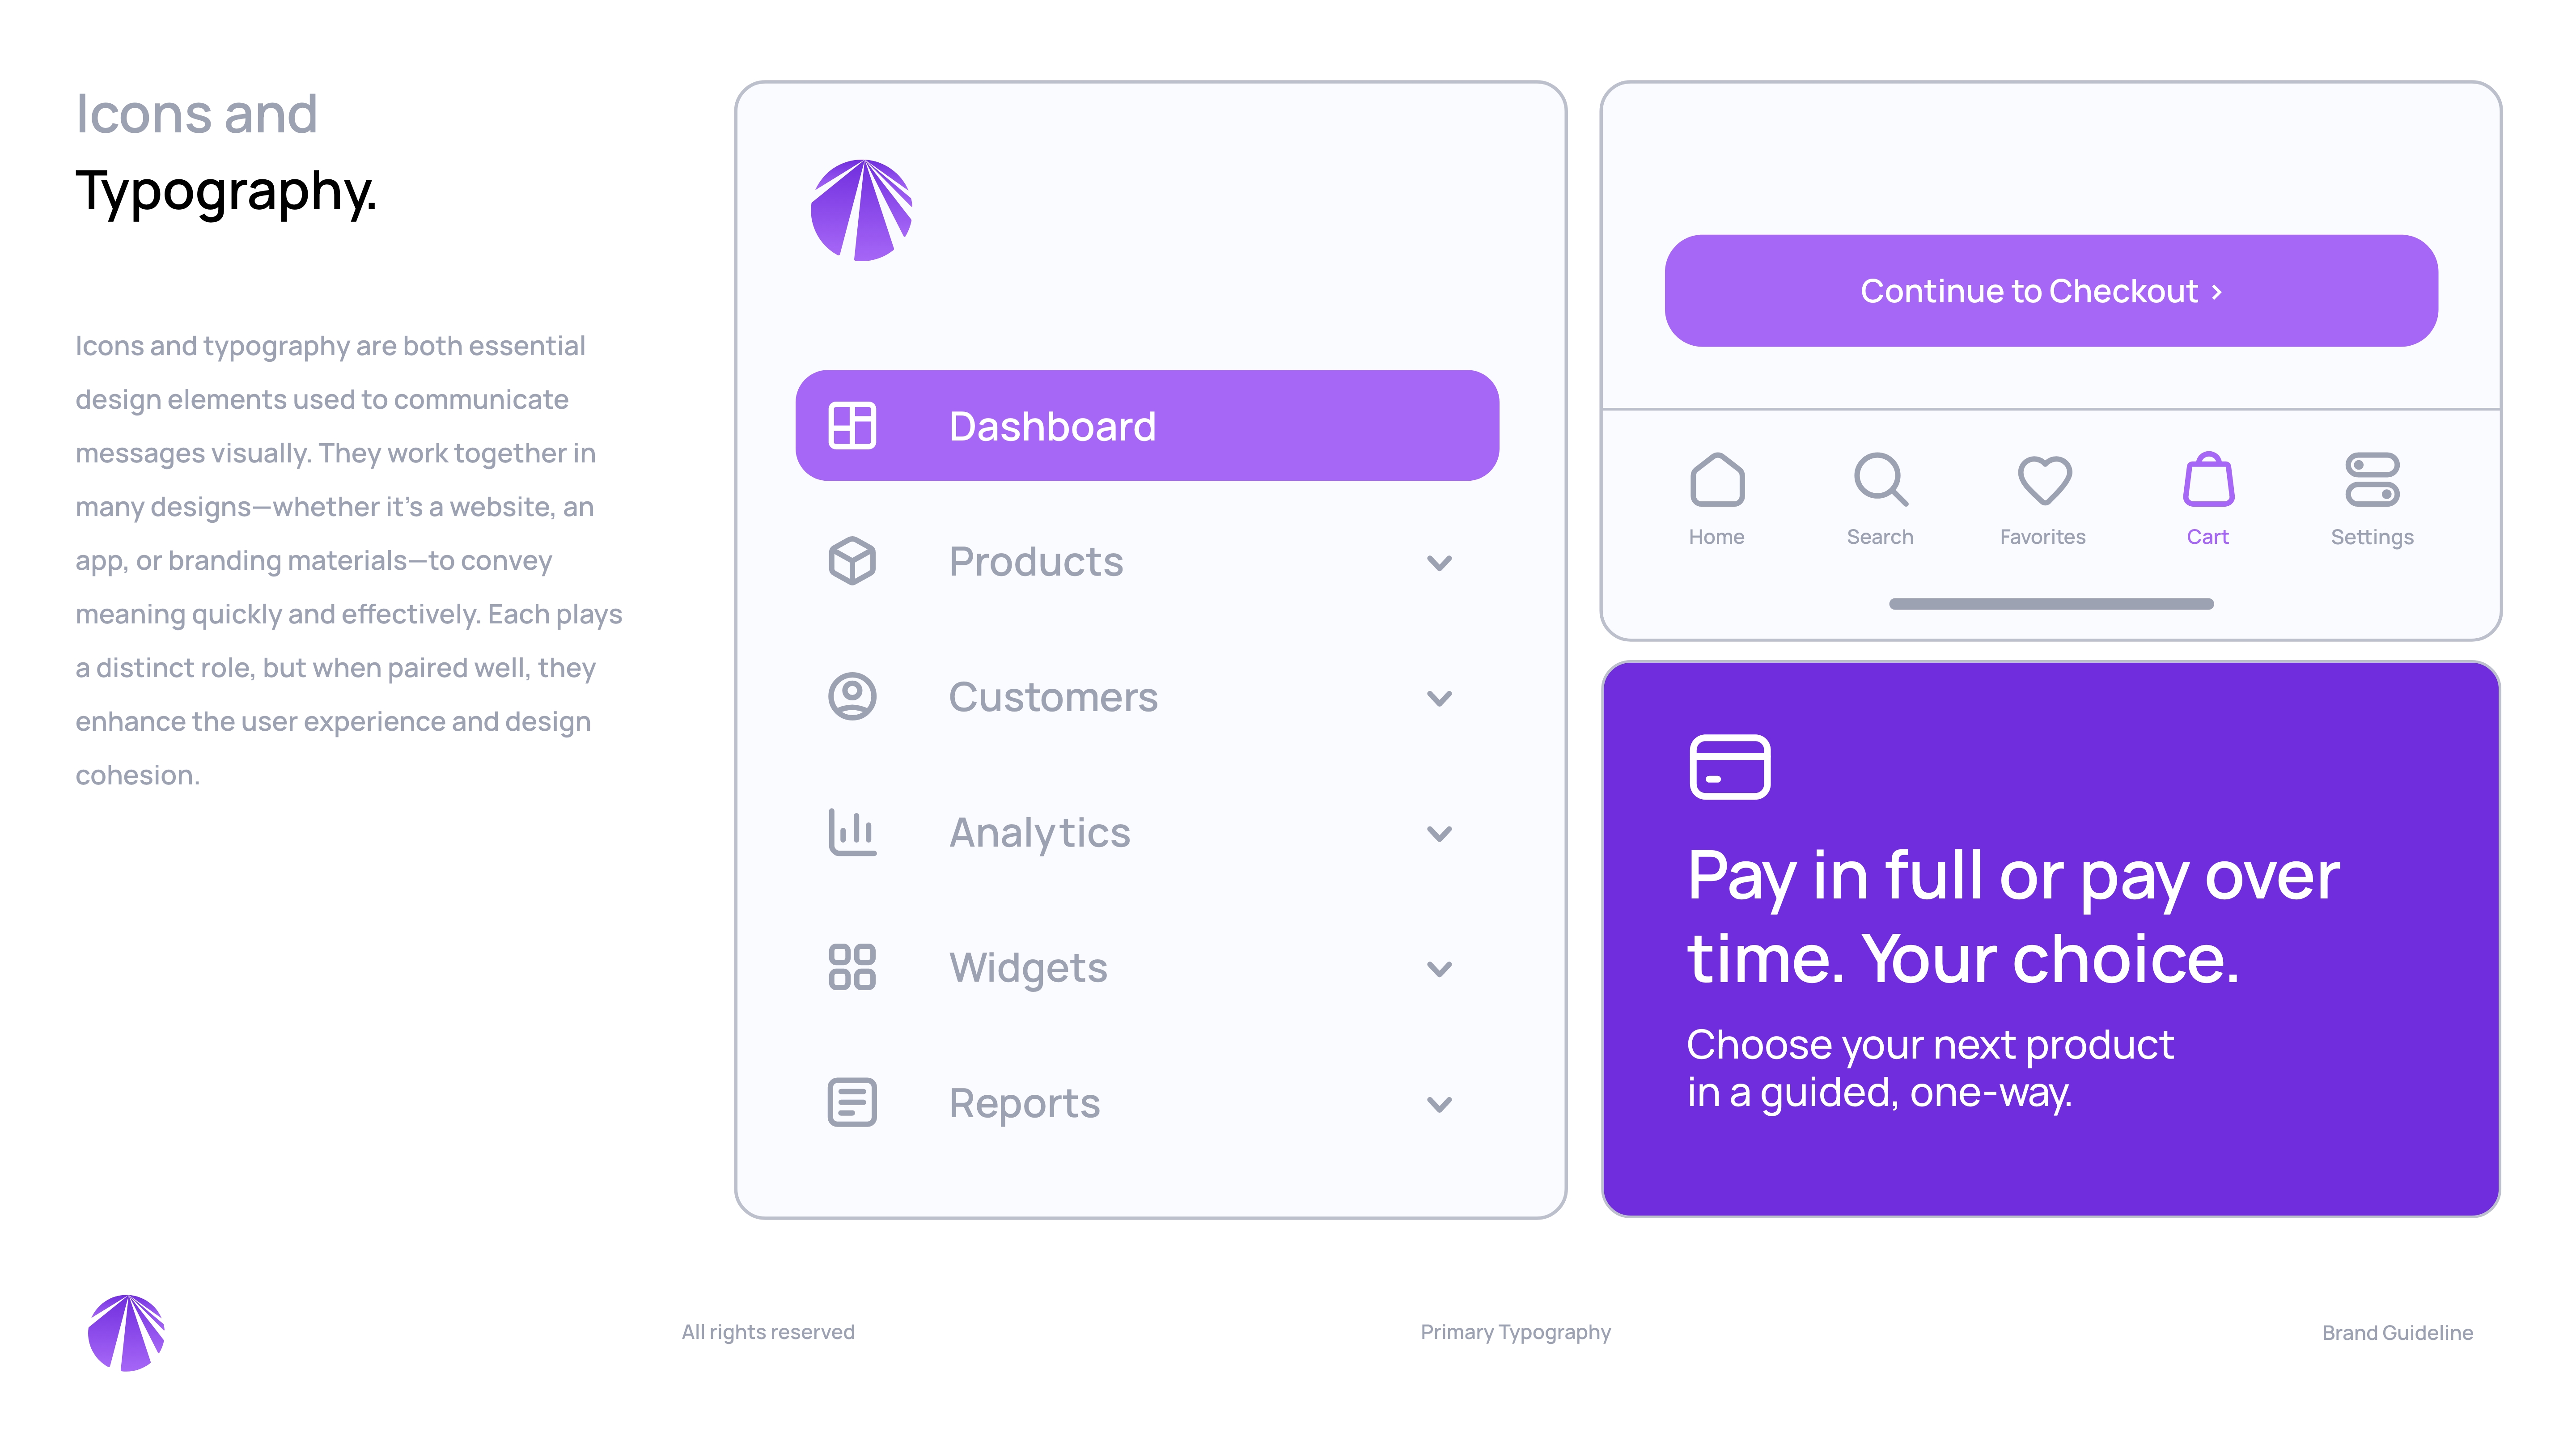 Icons and
Typography.
Icons and typography are both essential
design elements used to communicate
messages visually. They work together in
many designs—whether it’s a website, an
app, or branding materials—to convey
meaning quickly and effectively. Each plays
a distinct role, but when paired well, they
enhance the user experience and design
cohesion.
Dashboard
Products
Customers
Analytics
Widgets
Reports
Continue to Checkout ›
Home
Search
Favorites
Cart
Settings
Pay in full or pay over
time. Your choice.
Choose your next product
in a guided, one-way.
All rights reserved
Primary Typography
Brand Guideline